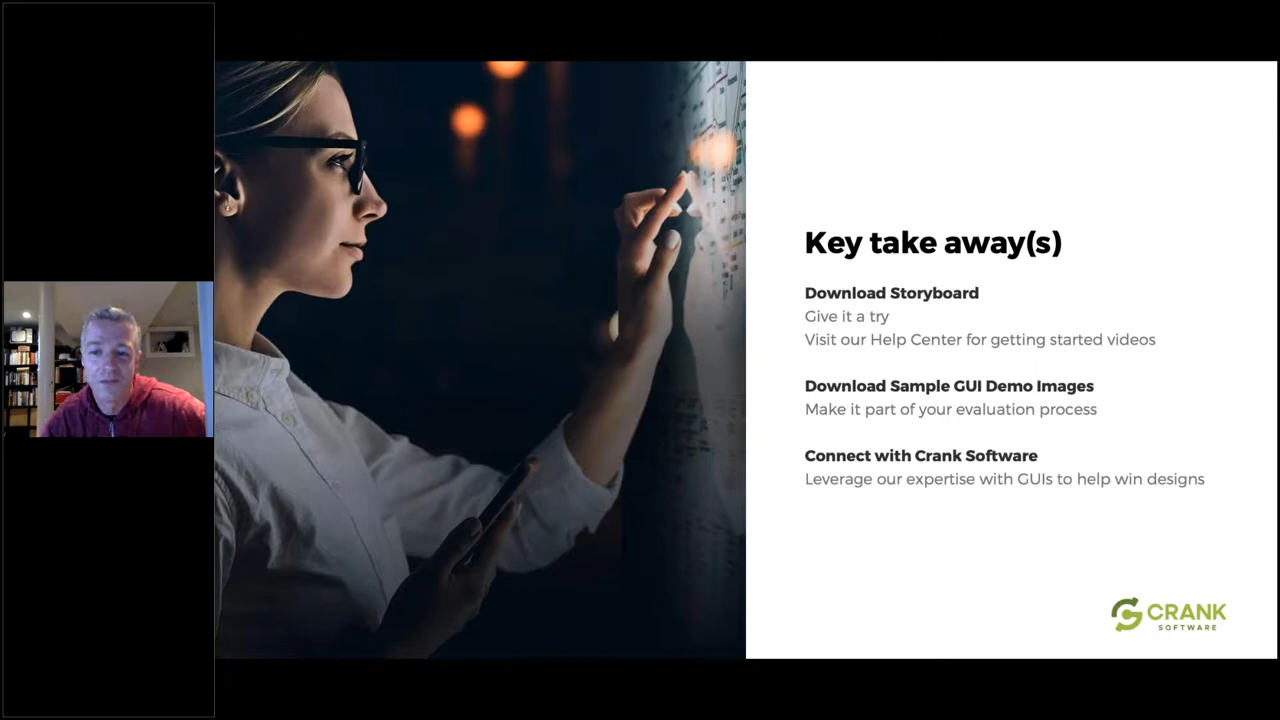 Key take away(s)
Download Storyboard
Give it a try
Visit our Help Center for getting started videos
Download Sample GUI Demo Images
Make it part of your evaluation process
Connect with Crank Software
Leverage our expertise with GUIs to help win designs
CRANK
SOFTWARE